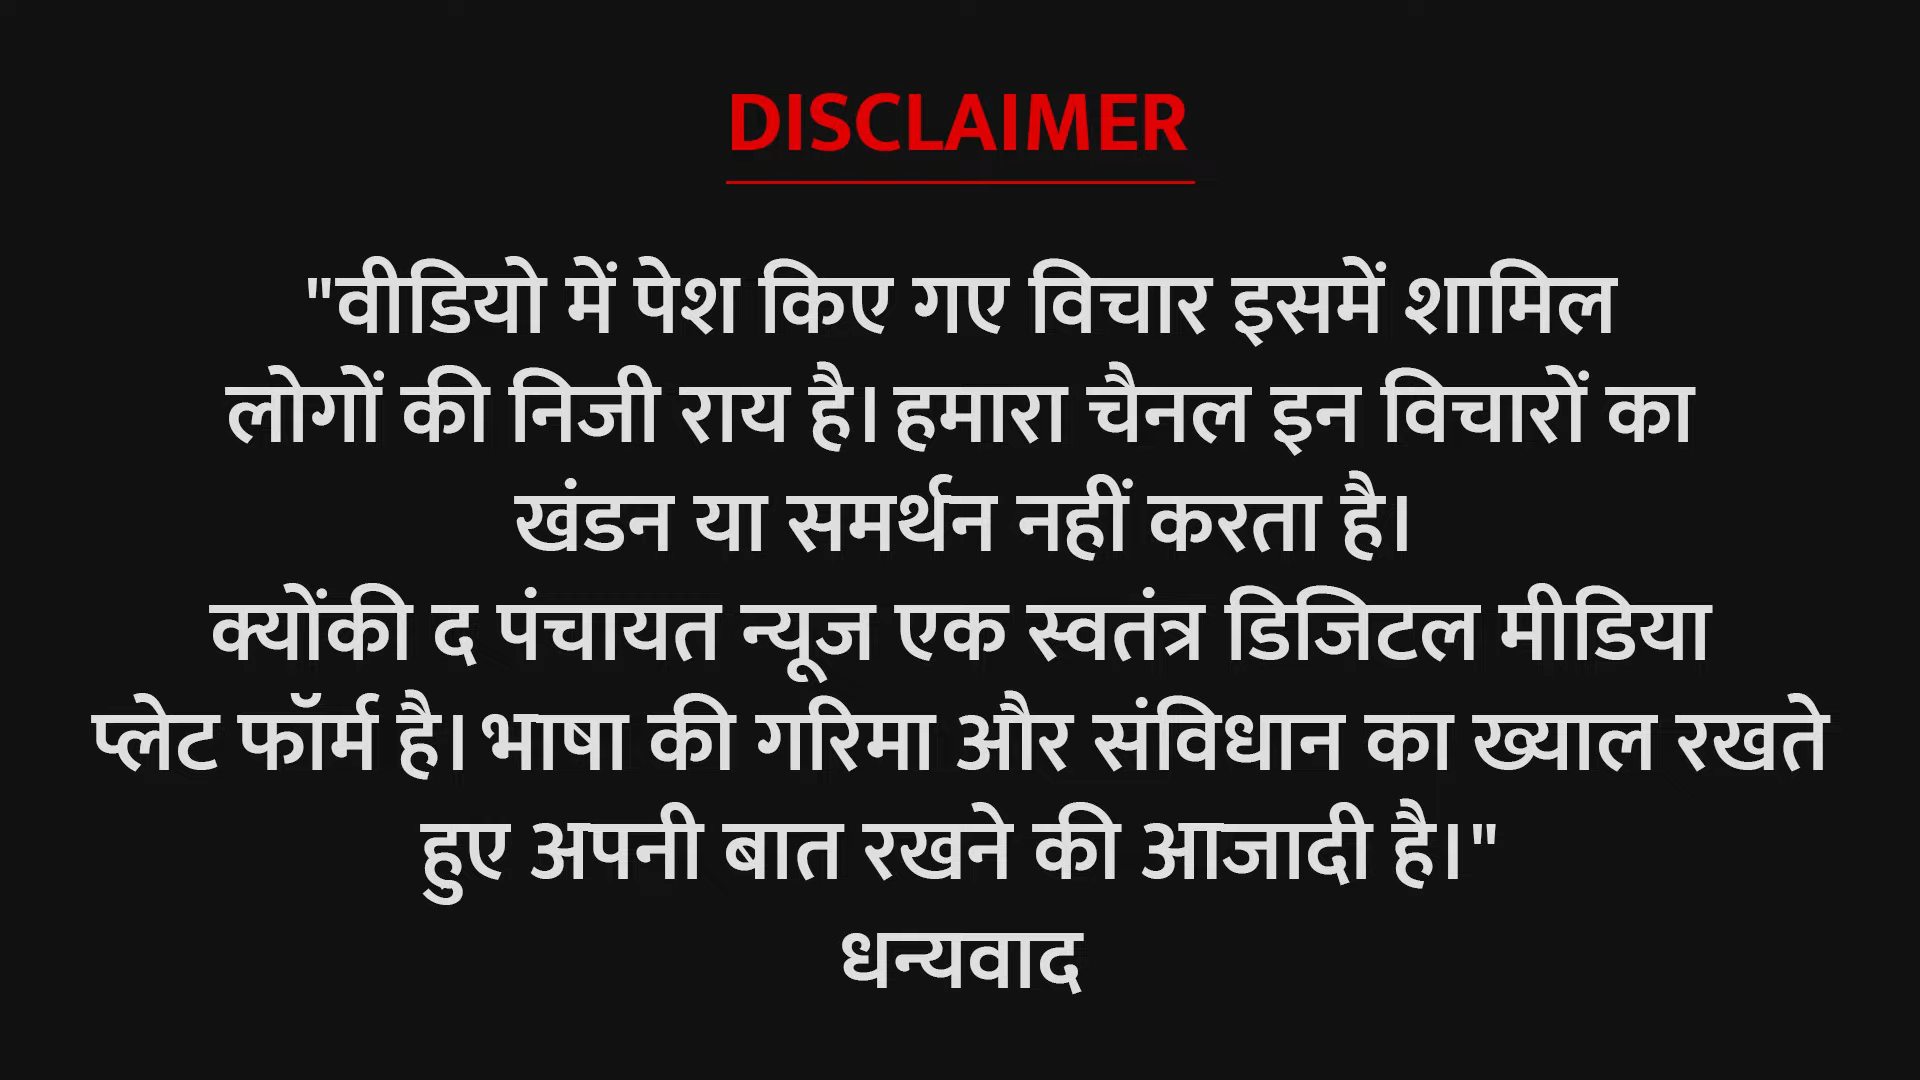 DISCLAIMER
"वीडियो में पेश किए गए विचार इसमें शामिल
लोगों की निजी राय है। हमारा चैनल इन विचारों का
खंडन या समर्थन नहीं करता है।
क्योंकी द पंचायत न्यूज एक स्वतंत्र डिजिटल मीडिया
प्लेट फॉर्म है। भाषा की गरिमा और संविधान का ख्याल रखते
हुए अपनी बात रखने की आजादी है।"
धन्यवाद